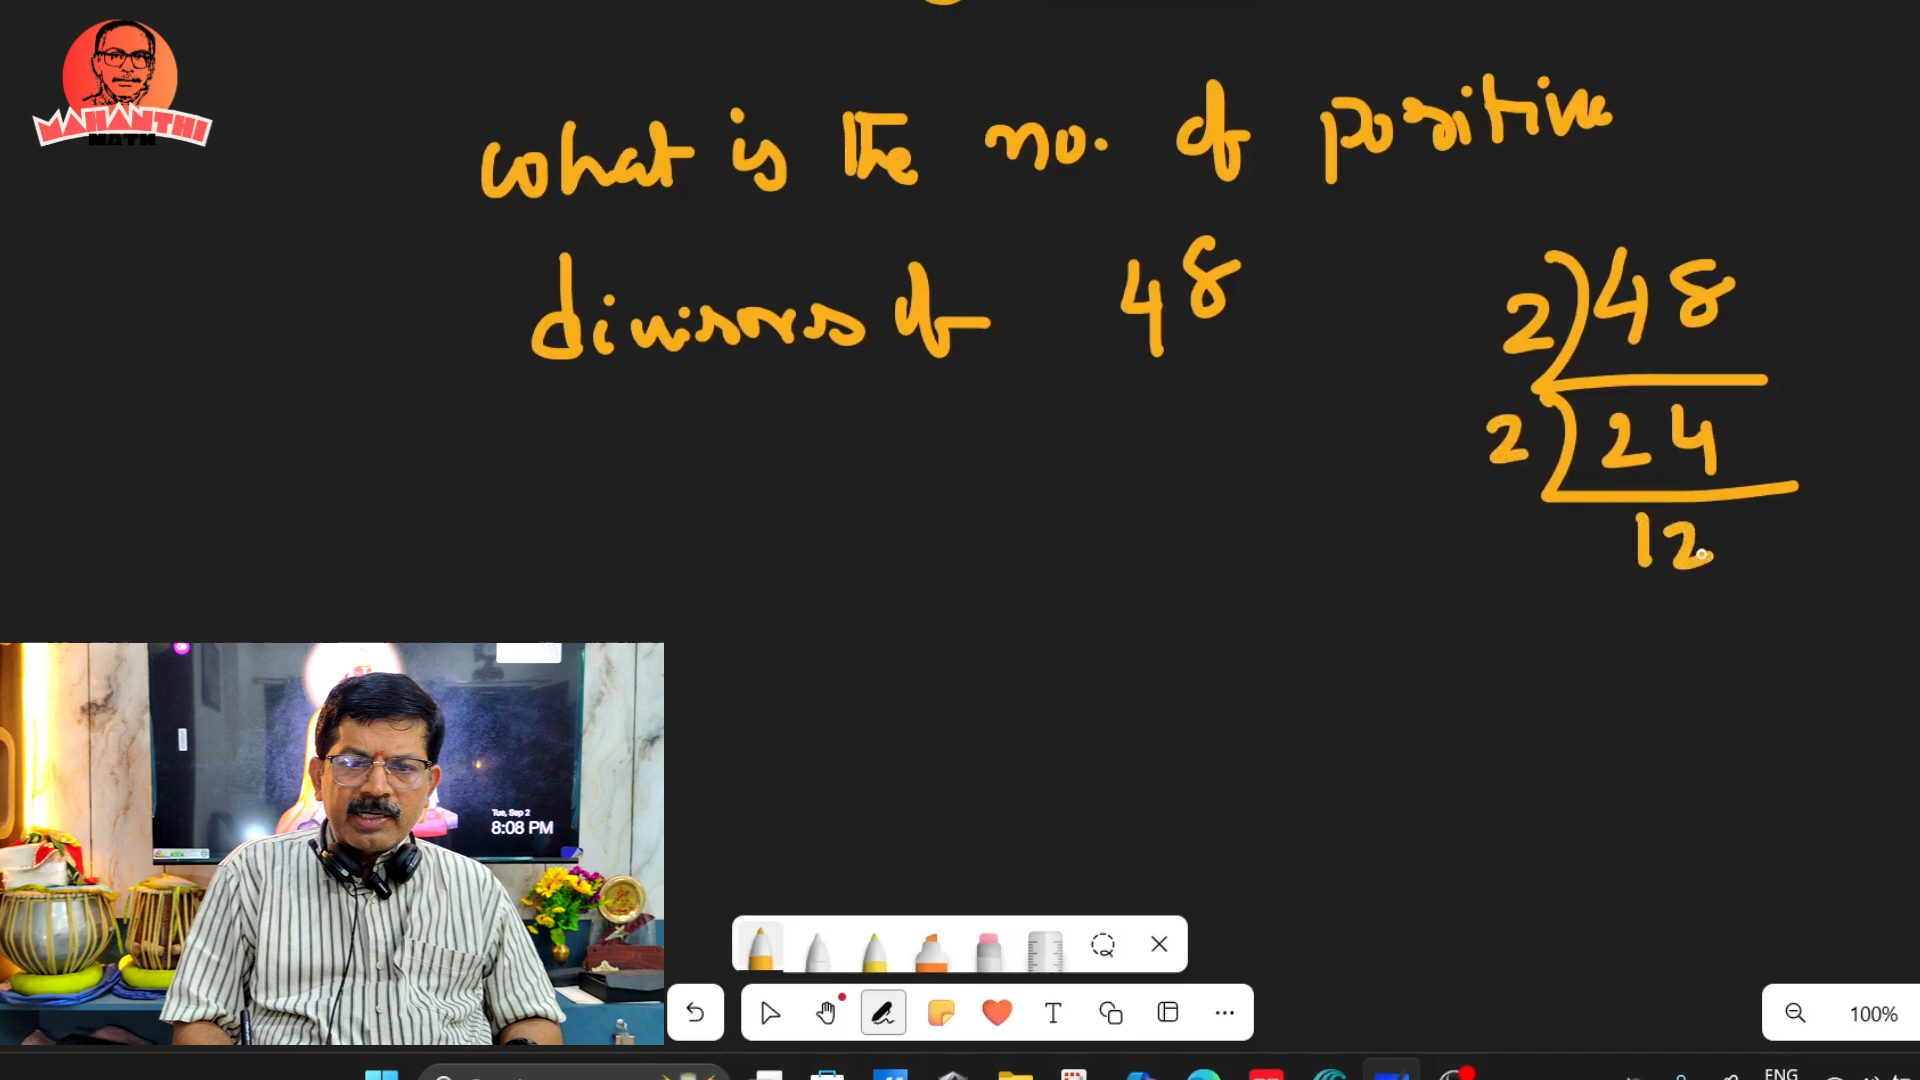 MAHANTHI
MATH
What is the no. of positive
divisors of 48
2)48
2)24
12
Tue, Sep 2
8:08 PM
T
100%
ENG